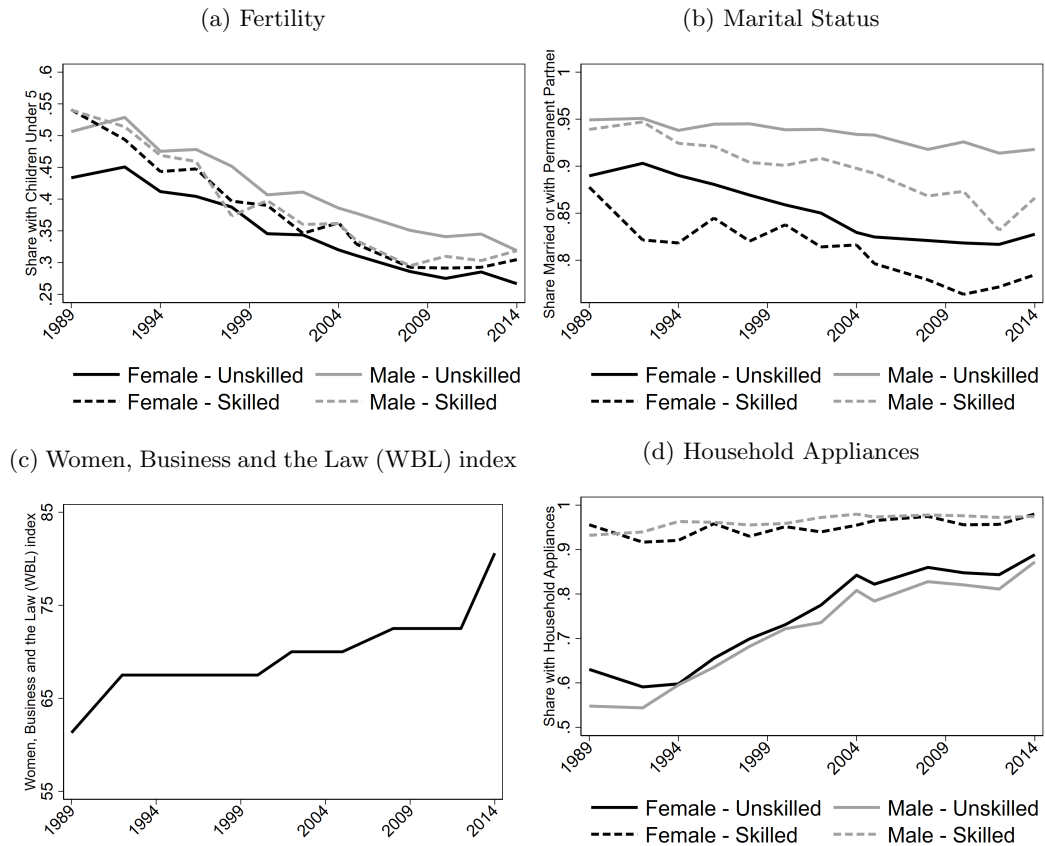 (a) Fertility
Share with Children Under 5
.6
.55
.5
.45
.4
.35
.3
.25
1989
1994
1999
2004
2009
2014
Female - Unskilled
Male - Unskilled
Female - Skilled
Male - Skilled
(b) Marital Status
Share Married or with Permanent Partner
1
.95
.9
.85
.8
1989
1994
1999
2004
2009
2014
Female - Unskilled
Male - Unskilled
Female - Skilled
Male - Skilled
(c) Women, Business and the Law (WBL) index
Women, Business and the Law (WBL) index
85
75
65
55
1989
1994
1999
2004
2009
2014
(d) Household Appliances
Share with Household Appliances
1
.9
.8
.7
.6
.5
1989
1994
1999
2004
2009
2014
Female - Unskilled
Male - Unskilled
Female - Skilled
Male - Skilled